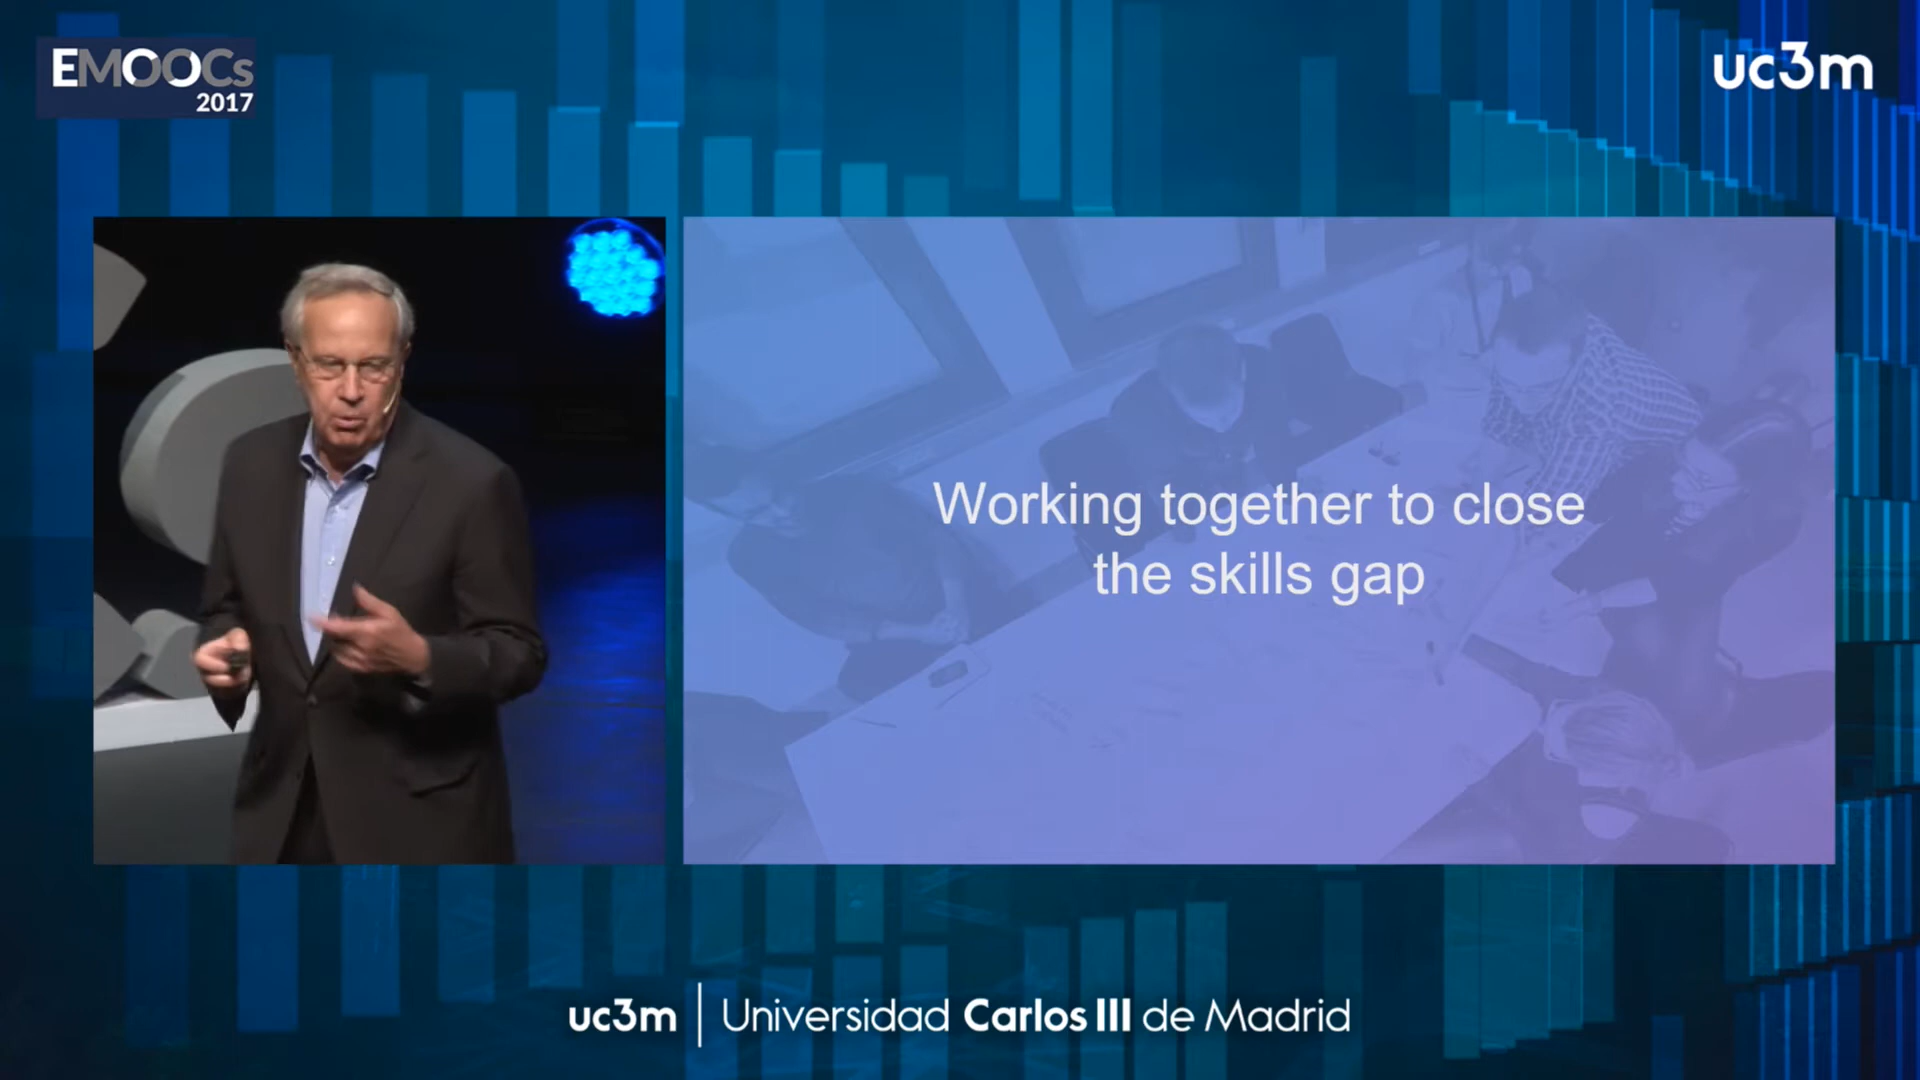 EMOOCs
2017
uc3m
Working together to close
the skills gap
uc3m | Universidad Carlos III de Madrid